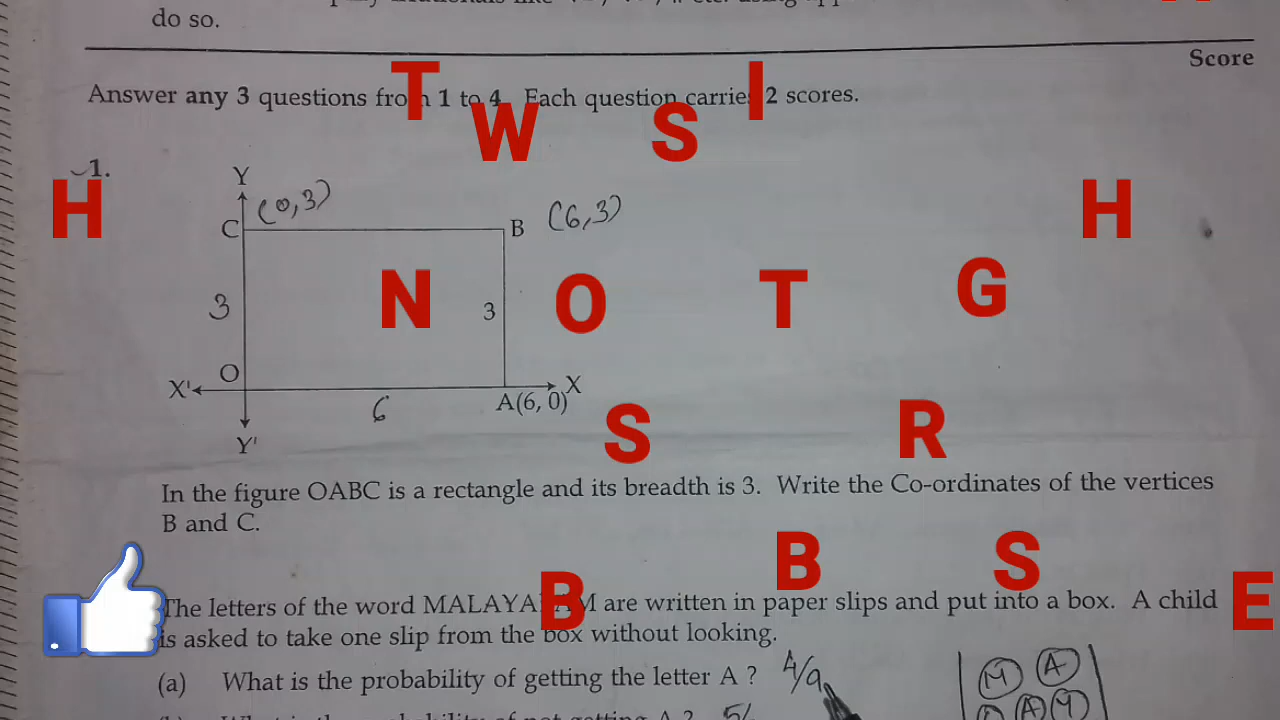 do so.
Score
Answer any 3 questions from 1 to 4. Each question carries 2 scores.
T
I
W
S
1.
H
H
Y
(0,3)
C
B
(6,3)
N
O
T
G
3
3
O
X'
X
6
A(6, 0)
Y'
S
R
In the figure OABC is a rectangle and its breadth is 3. Write the Co-ordinates of the vertices
B and C.
B
S
B
E
The letters of the word MALAYALAM are written in paper slips and put into a box. A child
is asked to take one slip from the box without looking.
(a) What is the probability of getting the letter A ? 4/9
M A
A M